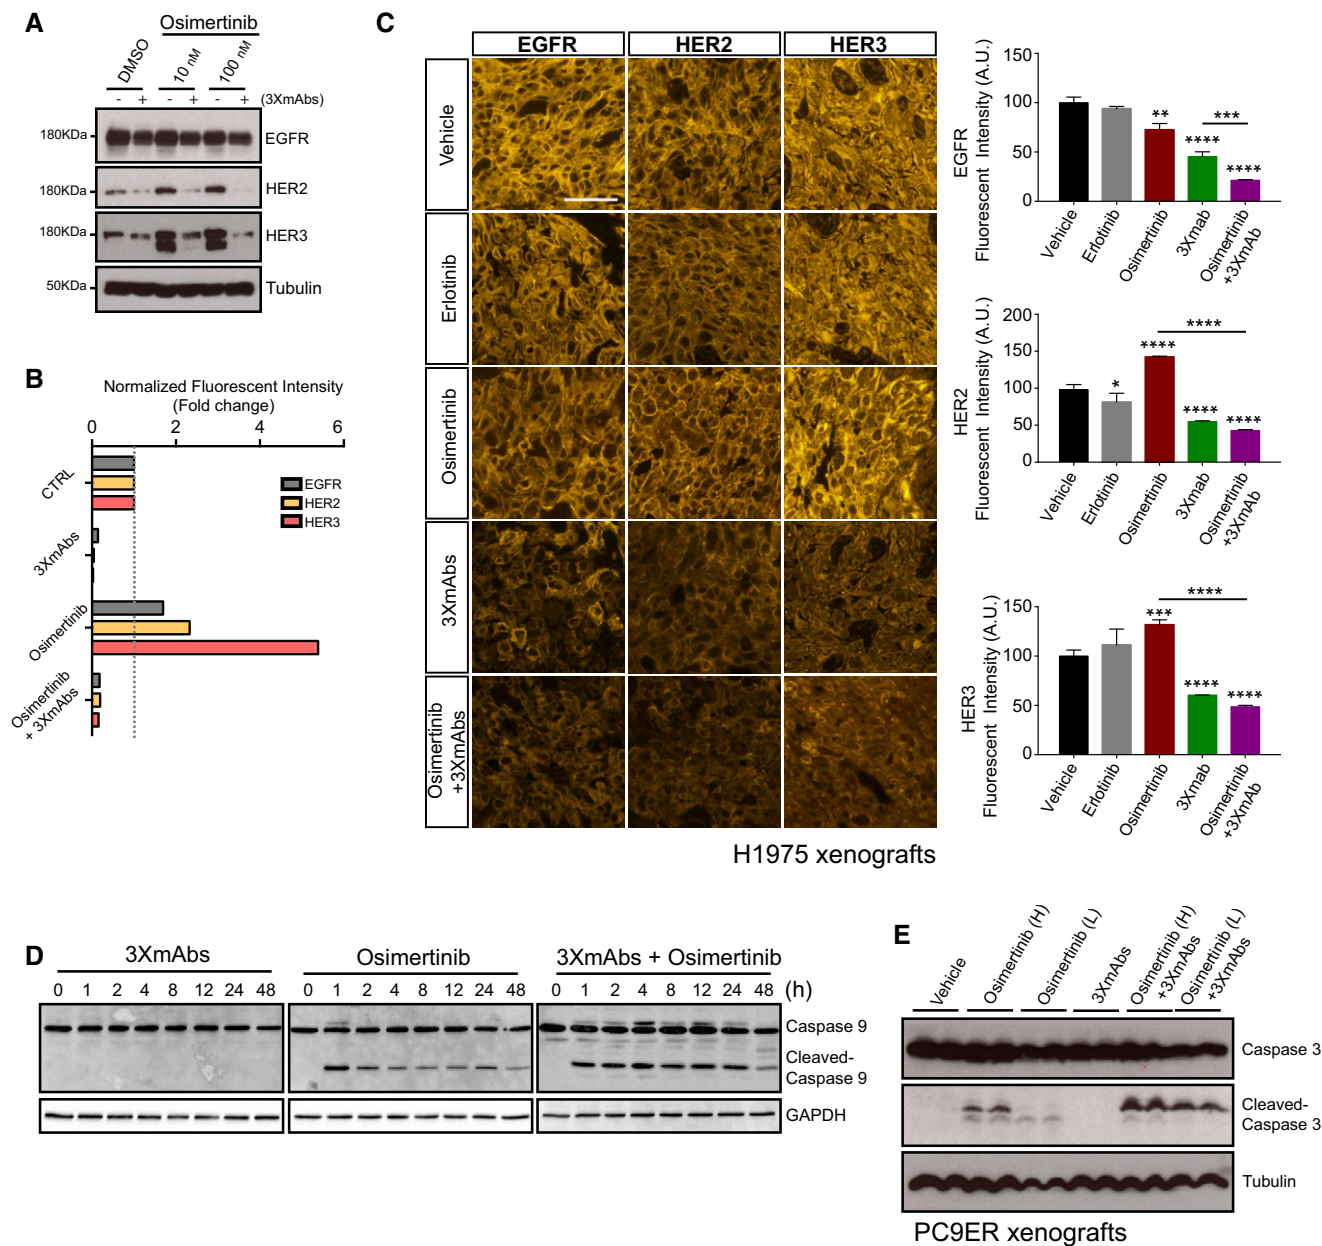 A
Osimertinib
DMSO
10 nM
100 nM
- + - + - + (3XmAbs)
180KDa EGFR
180KDa HER2
180KDa HER3
50KDa Tubulin
B
Normalized Fluorescent Intensity
(Fold change)
0 2 4 6
CTRL
3XmAbs
Osimertinib
Osimertinib
+ 3XmAbs
EGFR
HER2
HER3
C
EGFR HER2 HER3
Vehicle
Erlotinib
Osimertinib
3XmAbs
Osimertinib
+3XmAbs
H1975 xenografts
EGFR
Fluorescent Intensity (A.U.)
150
100
50
0
** **** *** ****
Vehicle
Erlotinib
Osimertinib
3Xmab
Osimertinib
+3XmAb
HER2
Fluorescent Intensity (A.U.)
200
150
100
50
0
* **** **** **** ****
Vehicle
Erlotinib
Osimertinib
3Xmab
Osimertinib
+3XmAb
HER3
Fluorescent Intensity (A.U.)
150
100
50
0
*** **** **** ****
Vehicle
Erlotinib
Osimertinib
3Xmab
Osimertinib
+3XmAb
D
3XmAbs Osimertinib 3XmAbs + Osimertinib
0 1 2 4 8 12 24 48 0 1 2 4 8 12 24 48 0 1 2 4 8 12 24 48 (h)
Caspase 9
Cleaved-
Caspase 9
GAPDH
E
Vehicle
Osimertinib (H)
Osimertinib (L)
3XmAbs
Osimertinib (H)
+3XmAbs
Osimertinib (L)
+3XmAbs
Caspase 3
Cleaved-
Caspase 3
Tubulin
PC9ER xenografts